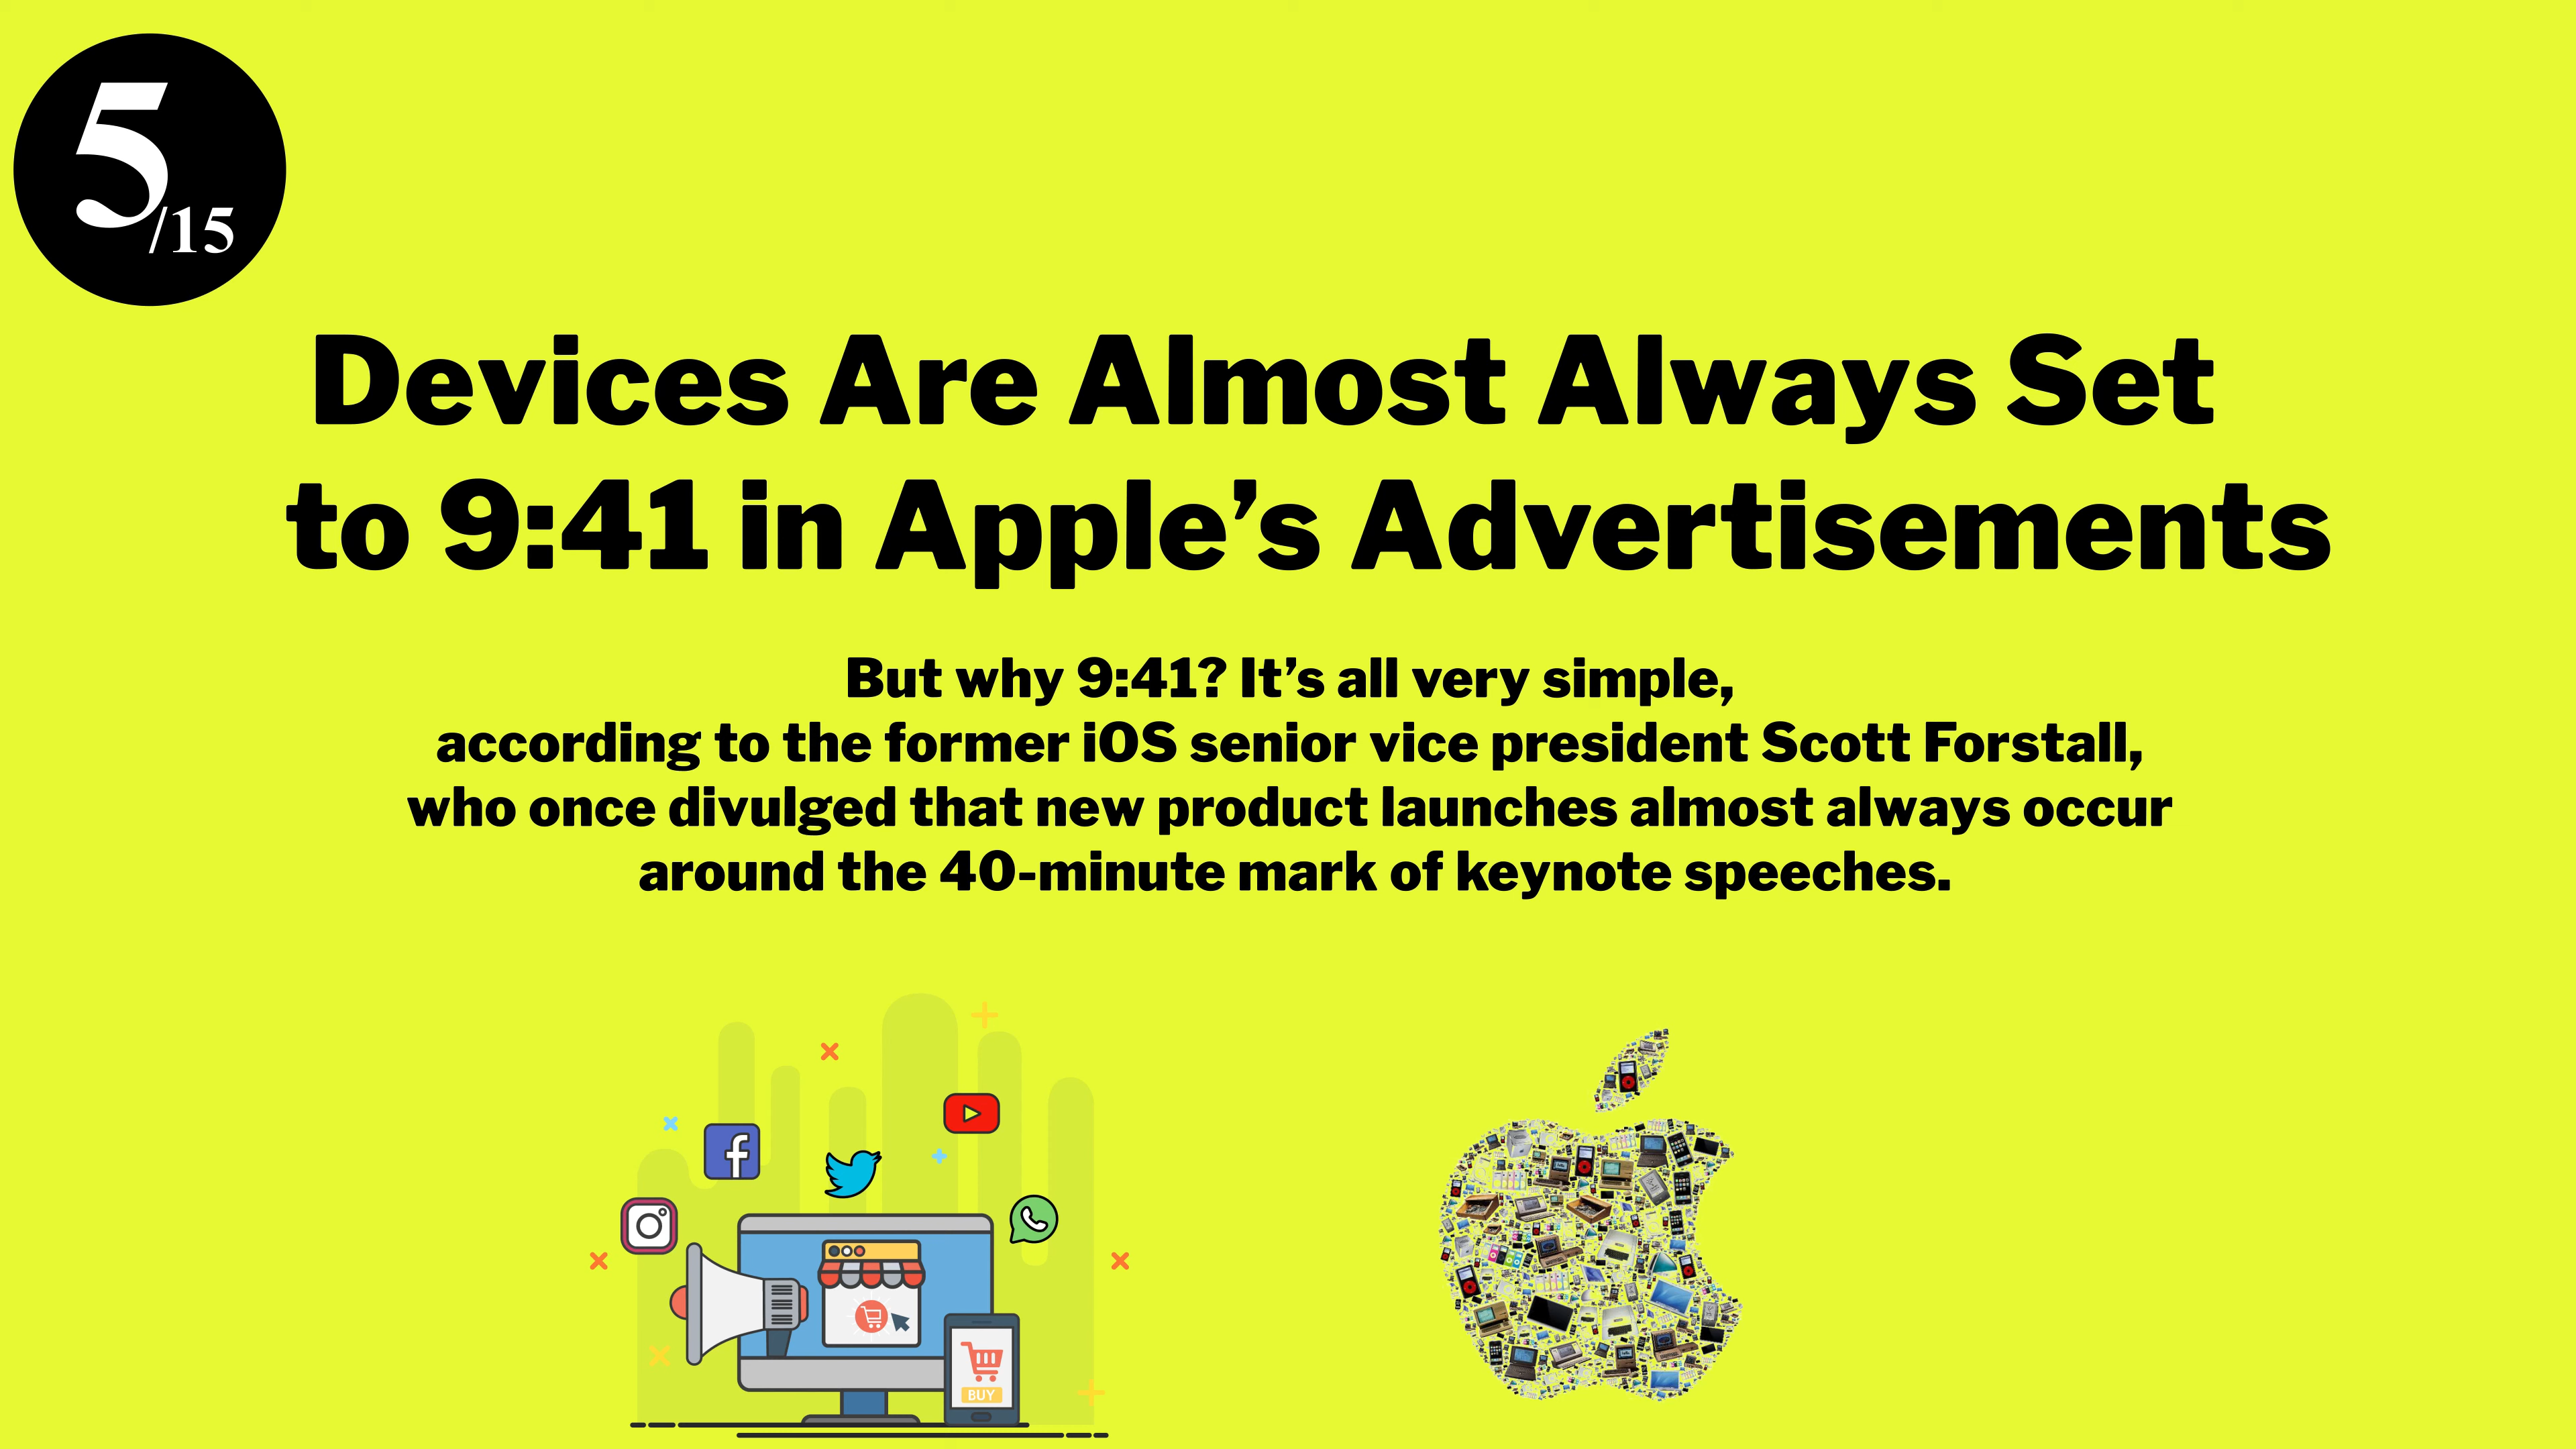 5/15
Devices Are Almost Always Set
to 9:41 in Apple’s Advertisements
But why 9:41? It’s all very simple,
according to the former iOS senior vice president Scott Forstall,
who once divulged that new product launches almost always occur
around the 40-minute mark of keynote speeches.
BUY